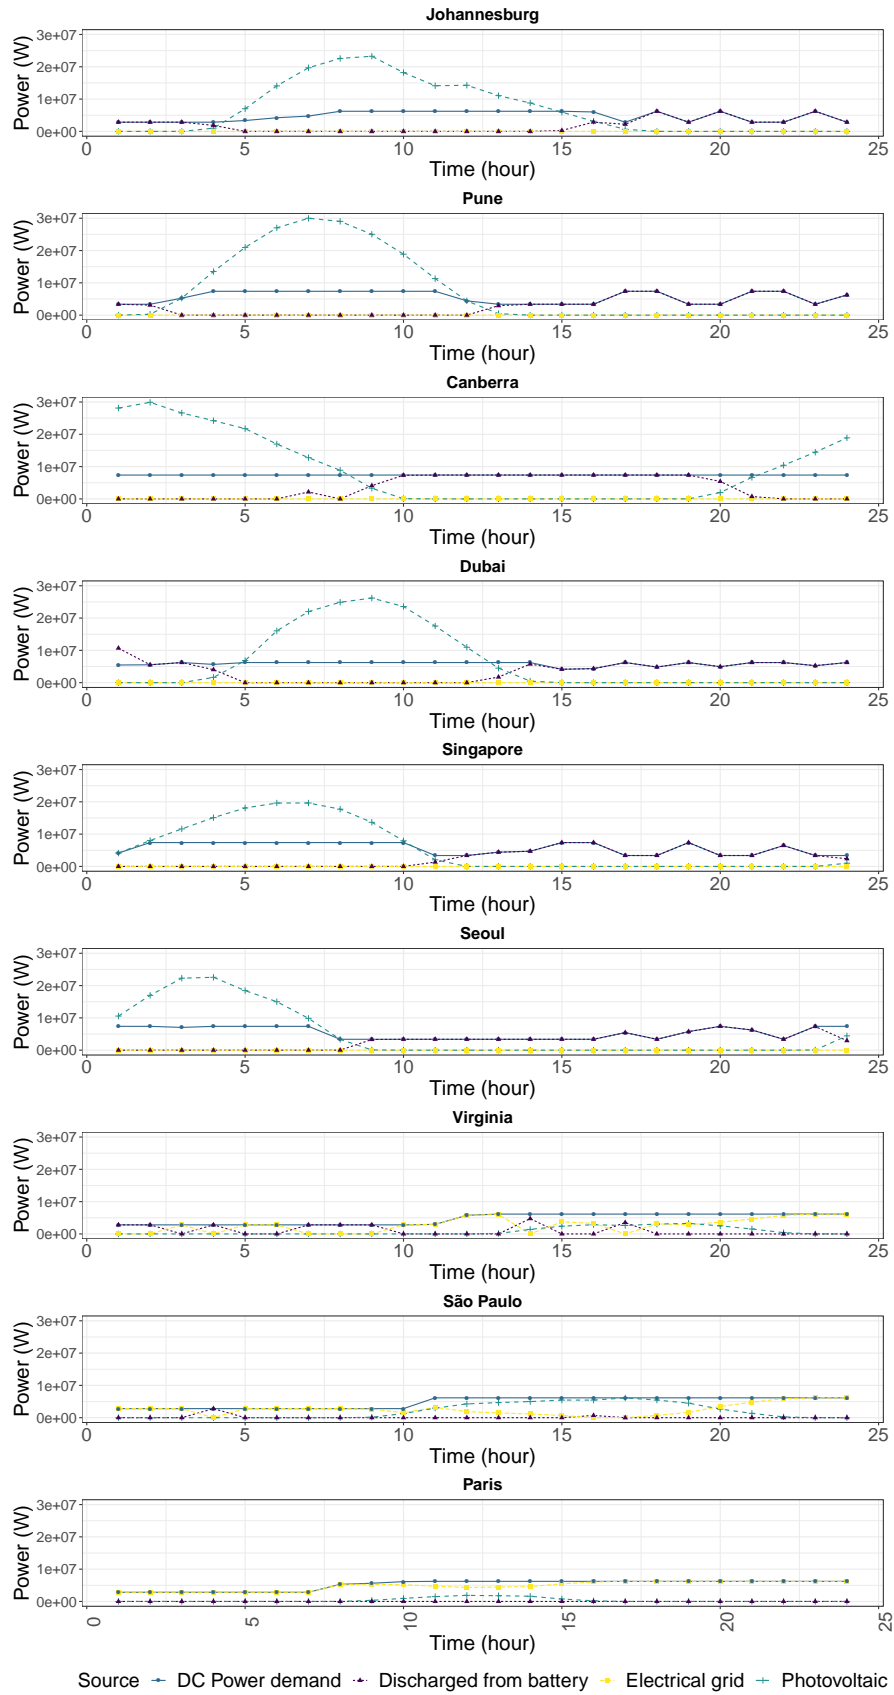 Johannesburg
Power (W)
3e+07
2e+07
1e+07
0e+00
0 5 10 15 20 25
Time (hour)
Pune
Power (W)
3e+07
2e+07
1e+07
0e+00
0 5 10 15 20 25
Time (hour)
Canberra
Power (W)
3e+07
2e+07
1e+07
0e+00
0 5 10 15 20 25
Time (hour)
Dubai
Power (W)
3e+07
2e+07
1e+07
0e+00
0 5 10 15 20 25
Time (hour)
Singapore
Power (W)
3e+07
2e+07
1e+07
0e+00
0 5 10 15 20 25
Time (hour)
Seoul
Power (W)
3e+07
2e+07
1e+07
0e+00
0 5 10 15 20 25
Time (hour)
Virginia
Power (W)
3e+07
2e+07
1e+07
0e+00
0 5 10 15 20 25
Time (hour)
São Paulo
Power (W)
3e+07
2e+07
1e+07
0e+00
0 5 10 15 20 25
Time (hour)
Paris
Power (W)
3e+07
2e+07
1e+07
0e+00
0 5 10 15 20 25
Time (hour)
Source DC Power demand Discharged from battery Electrical grid Photovoltaic